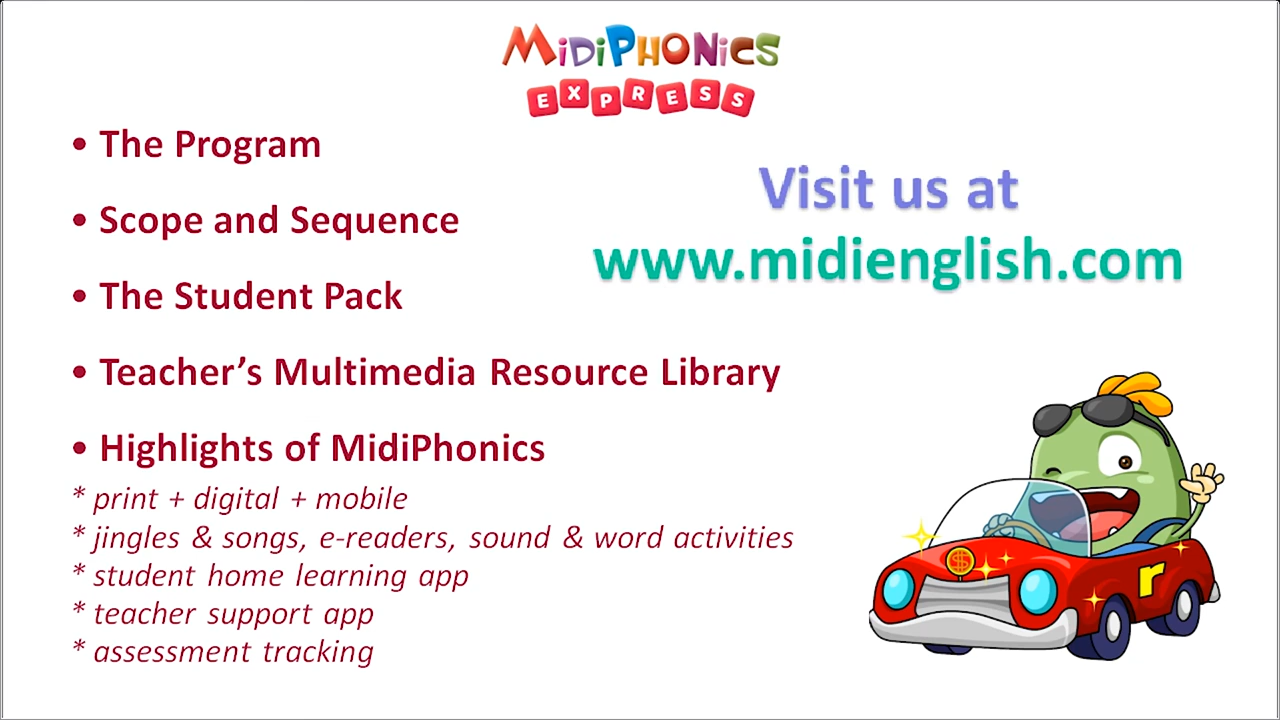 MiDiPHONiCS
EXPRESS
• The Program
• Scope and Sequence
• The Student Pack
• Teacher’s Multimedia Resource Library
• Highlights of MidiPhonics
* print + digital + mobile
* jingles & songs, e-readers, sound & word activities
* student home learning app
* teacher support app
* assessment tracking
Visit us at
www.midienglish.com
$
r